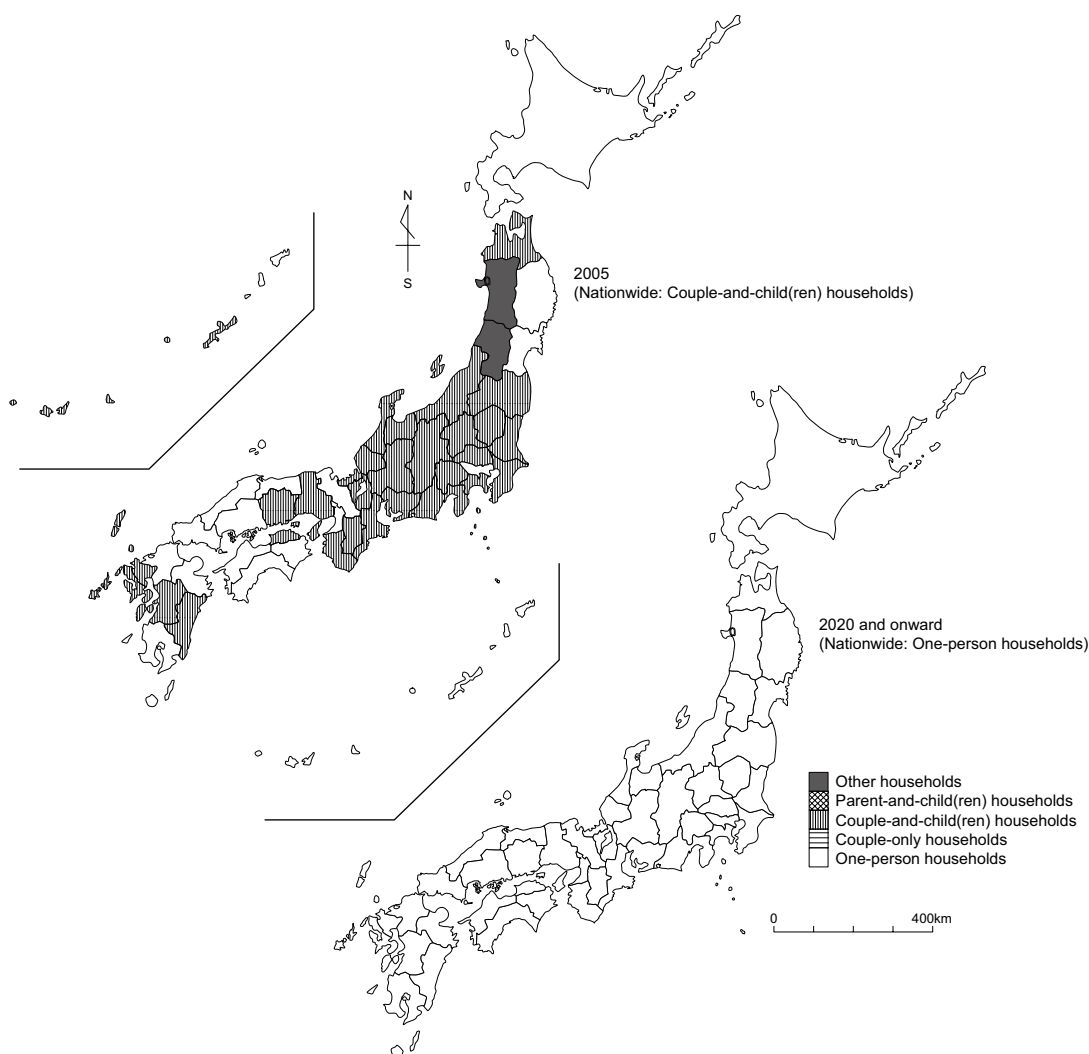 N
S
2005
(Nationwide: Couple-and-child(ren) households)
2020 and onward
(Nationwide: One-person households)
Other households
Parent-and-child(ren) households
Couple-and-child(ren) households
Couple-only households
One-person households
0 400km